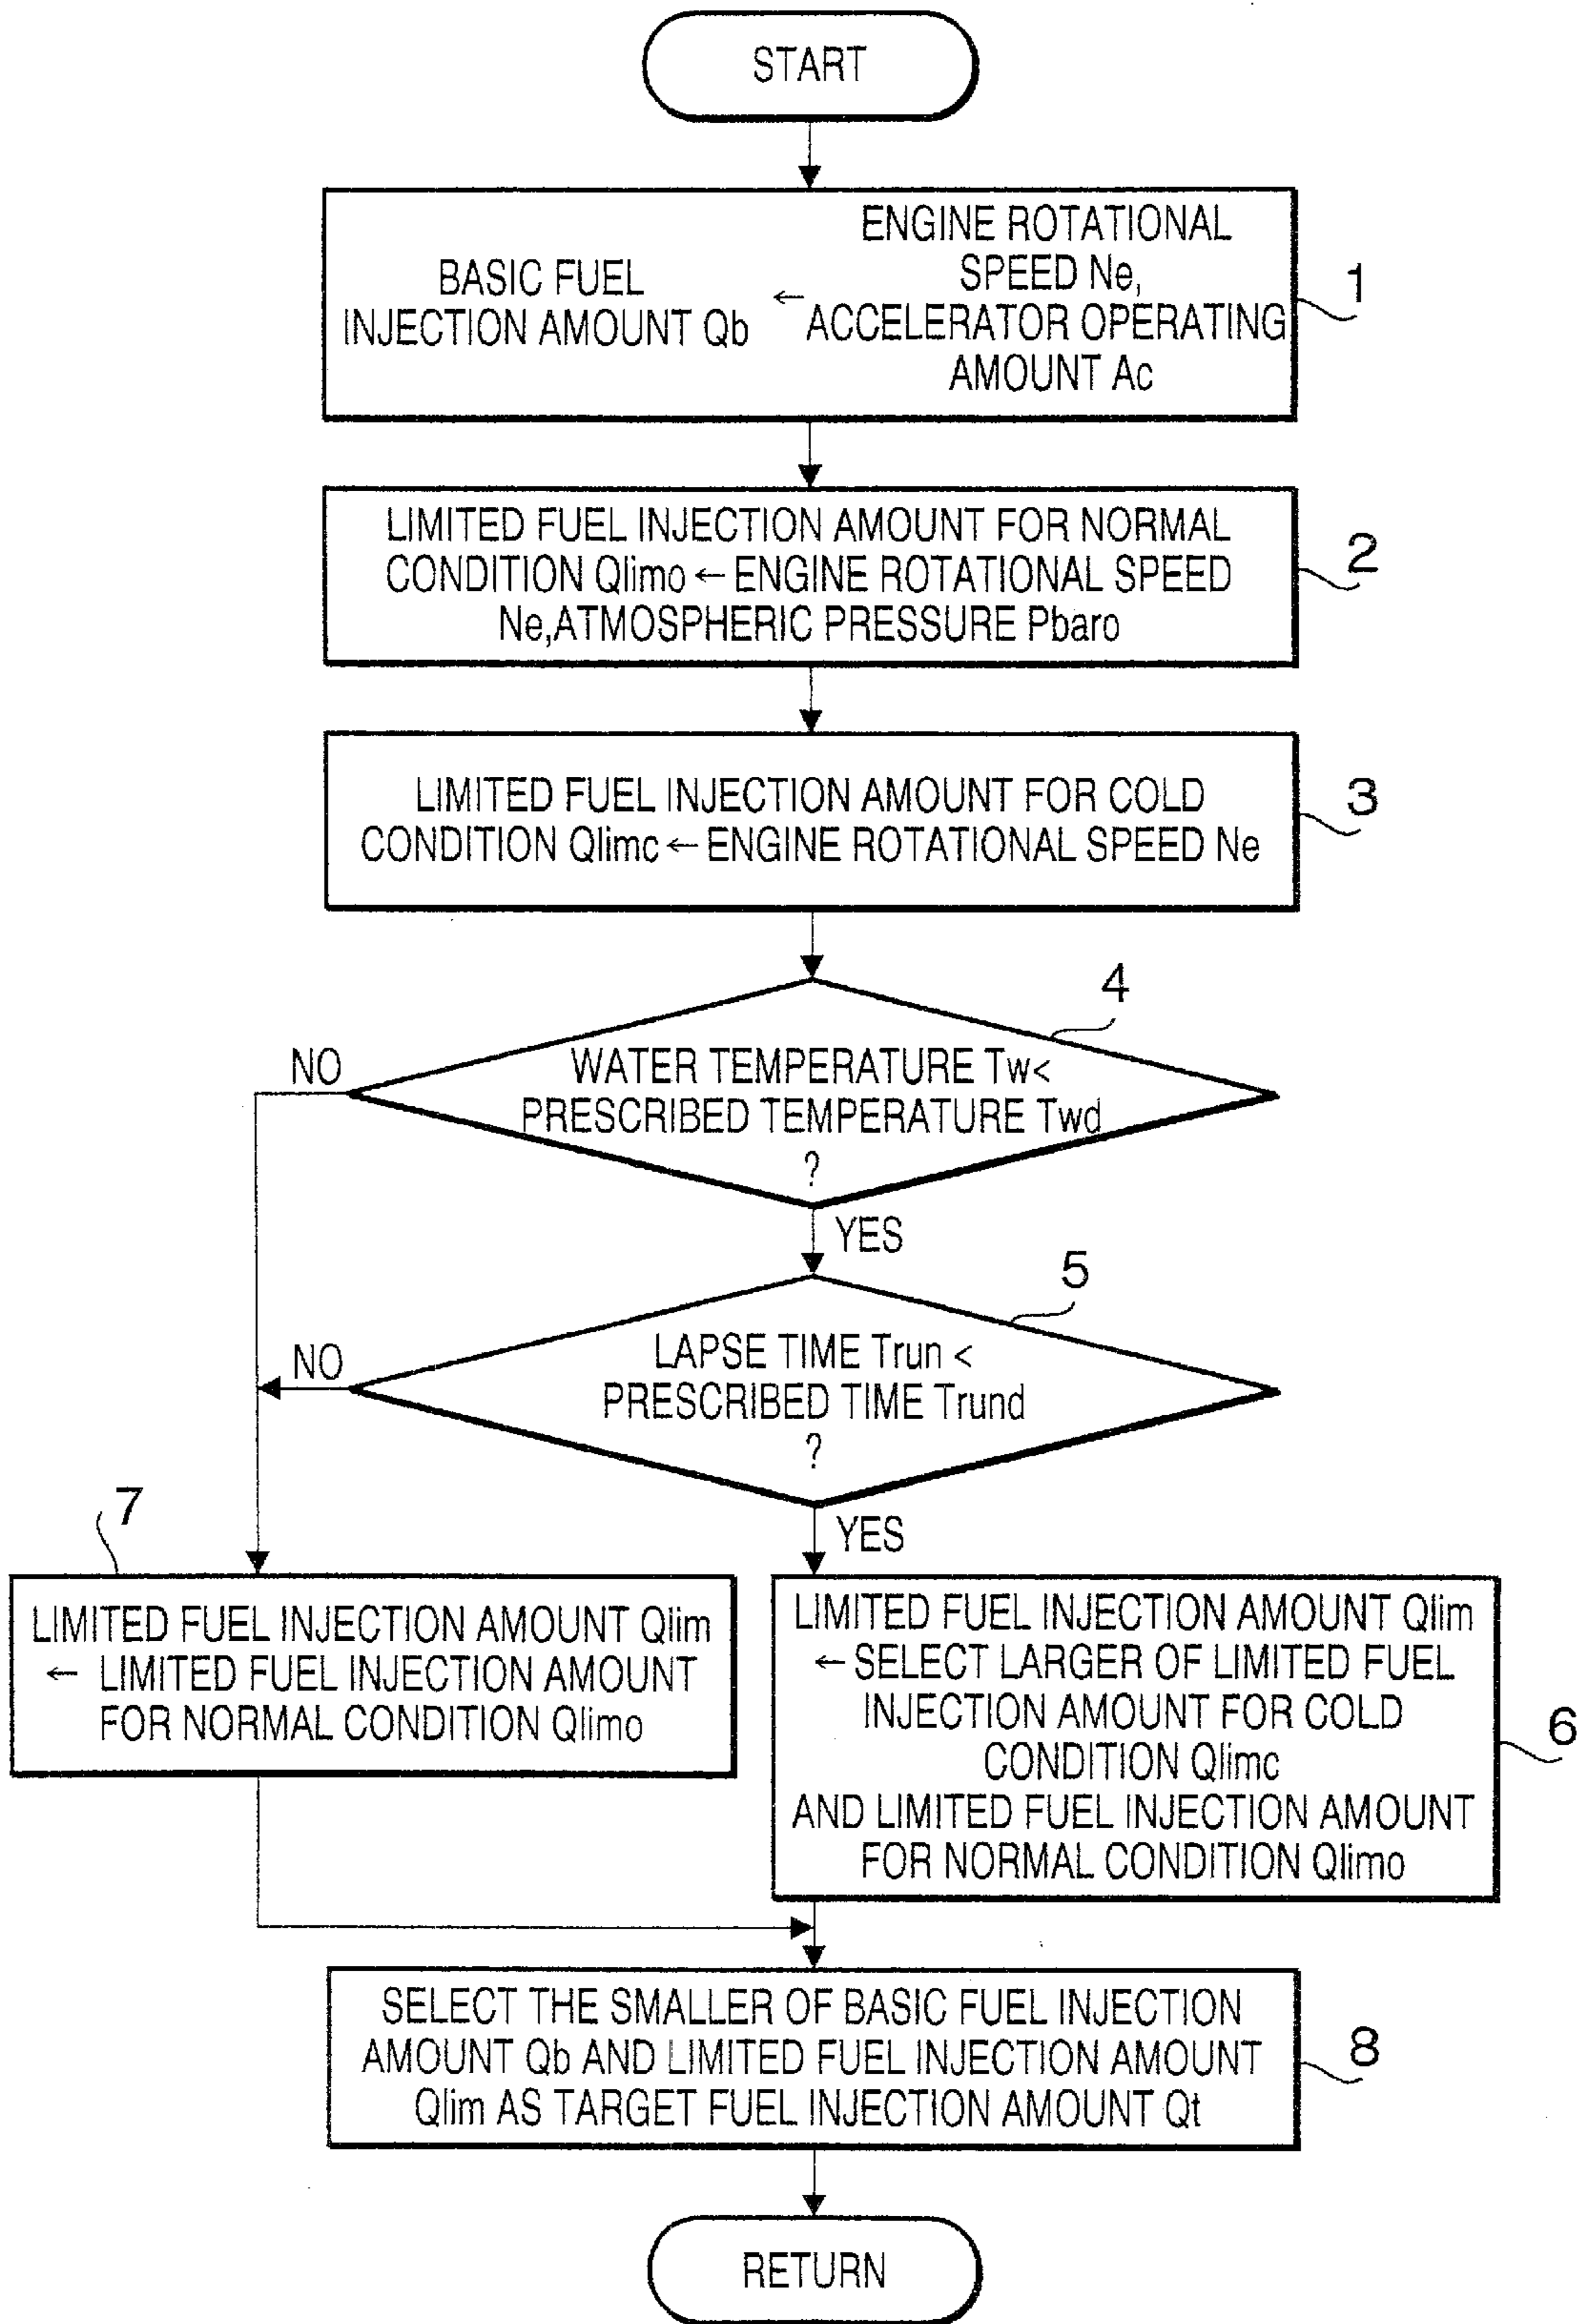 START
BASIC FUEL
INJECTION AMOUNT Qb
←
ENGINE ROTATIONAL
SPEED Ne,
ACCELERATOR OPERATING
AMOUNT Ac
1
LIMITED FUEL INJECTION AMOUNT FOR NORMAL
CONDITION Qlimo ← ENGINE ROTATIONAL SPEED
Ne,ATMOSPHERIC PRESSURE Pbaro
2
LIMITED FUEL INJECTION AMOUNT FOR COLD
CONDITION Qlimc ← ENGINE ROTATIONAL SPEED Ne
3
4
WATER TEMPERATURE Tw<
PRESCRIBED TEMPERATURE Twd
?
NO
YES
5
LAPSE TIME Trun <
PRESCRIBED TIME Trund
?
NO
YES
7
LIMITED FUEL INJECTION AMOUNT Qlim
← LIMITED FUEL INJECTION AMOUNT
FOR NORMAL CONDITION Qlimo
LIMITED FUEL INJECTION AMOUNT Qlim
← SELECT LARGER OF LIMITED FUEL
INJECTION AMOUNT FOR COLD
CONDITION Qlimc
AND LIMITED FUEL INJECTION AMOUNT
FOR NORMAL CONDITION Qlimo
6
SELECT THE SMALLER OF BASIC FUEL INJECTION
AMOUNT Qb AND LIMITED FUEL INJECTION AMOUNT
Qlim AS TARGET FUEL INJECTION AMOUNT Qt
8
RETURN